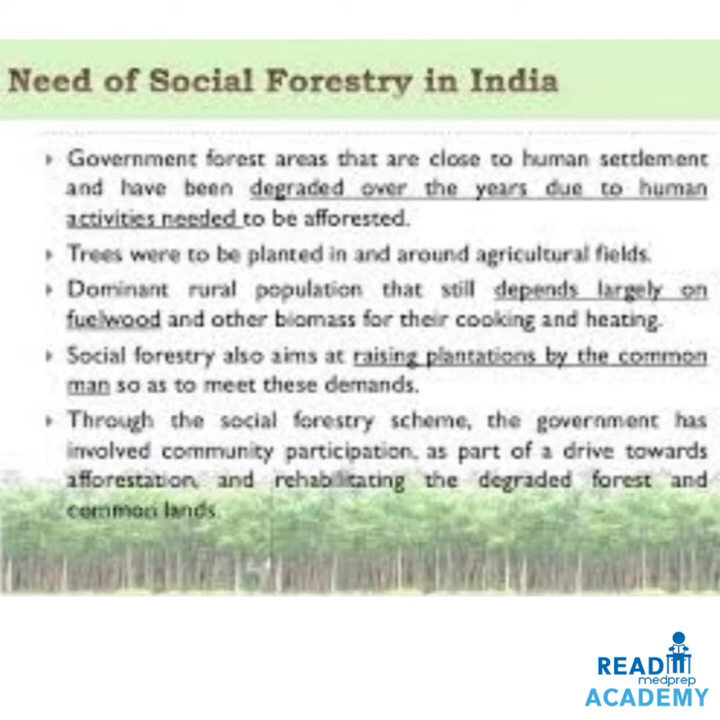 Need of Social Forestry in India
Government forest areas that are close to human settlement
and have been degraded over the years due to human
activities needed to be afforested.
Trees were to be planted in and around agricultural fields.
Dominant rural population that still depends largely on
fuelwood and other biomass for their cooking and heating.
Social forestry also aims at raising plantations by the common
man so as to meet these demands.
Through the social forestry scheme, the government has
involved community participation, as part of a drive towards
afforestation, and rehabilitating the degraded forest and
common lands.
READ
medprep
ACADEMY